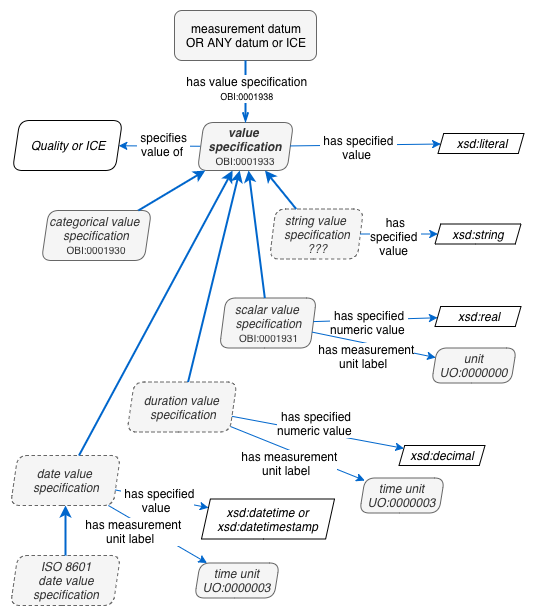 measurement datum
OR ANY datum or ICE
has value specification
OBI:0001938
Quality or ICE
specifies
value of
value
specification
OBI:0001933
has specified
value
xsd:literal
categorical value
specification
OBI:0001930
string value
specification
???
has
specified
value
xsd:string
scalar value
specification
OBI:0001931
has specified
numeric value
xsd:real
has measurement
unit label
unit
UO:0000000
duration value
specification
has specified
numeric value
xsd:decimal
has measurement
unit label
time unit
UO:0000003
date value
specification
has specified
value
xsd:datetime or
xsd:datetimestamp
has measurement
unit label
time unit
UO:0000003
ISO 8601
date value
specification